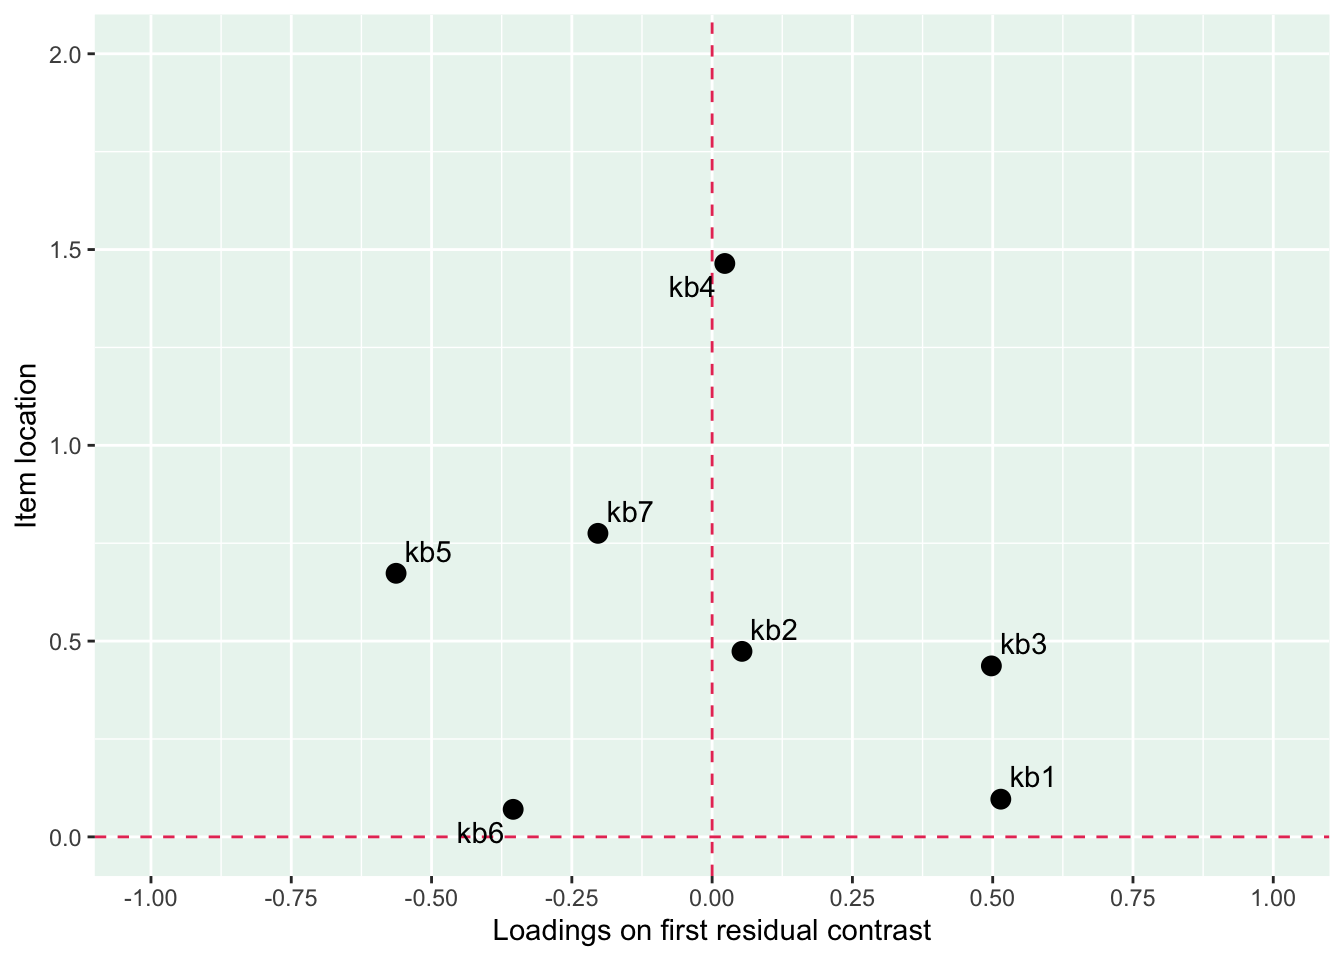 2.0
1.5
kb4
1.0
Item location
kb7
kb5
kb2
kb3
0.5
kb1
kb6
0.0
-1.00 -0.75 -0.50 -0.25 0.00 0.25 0.50 0.75 1.00
Loadings on first residual contrast